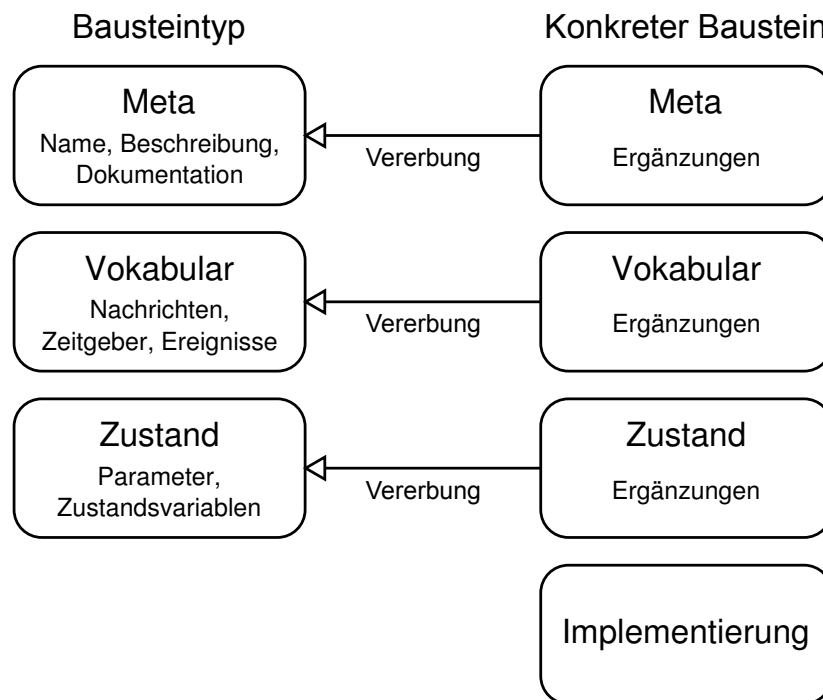 Bausteintyp
Konkreter Baustein
Meta
Name, Beschreibung,
Dokumentation
Vererbung
Meta
Ergänzungen
Vokabular
Nachrichten,
Zeitgeber, Ereignisse
Vererbung
Vokabular
Ergänzungen
Zustand
Parameter,
Zustandsvariablen
Vererbung
Zustand
Ergänzungen
Implementierung